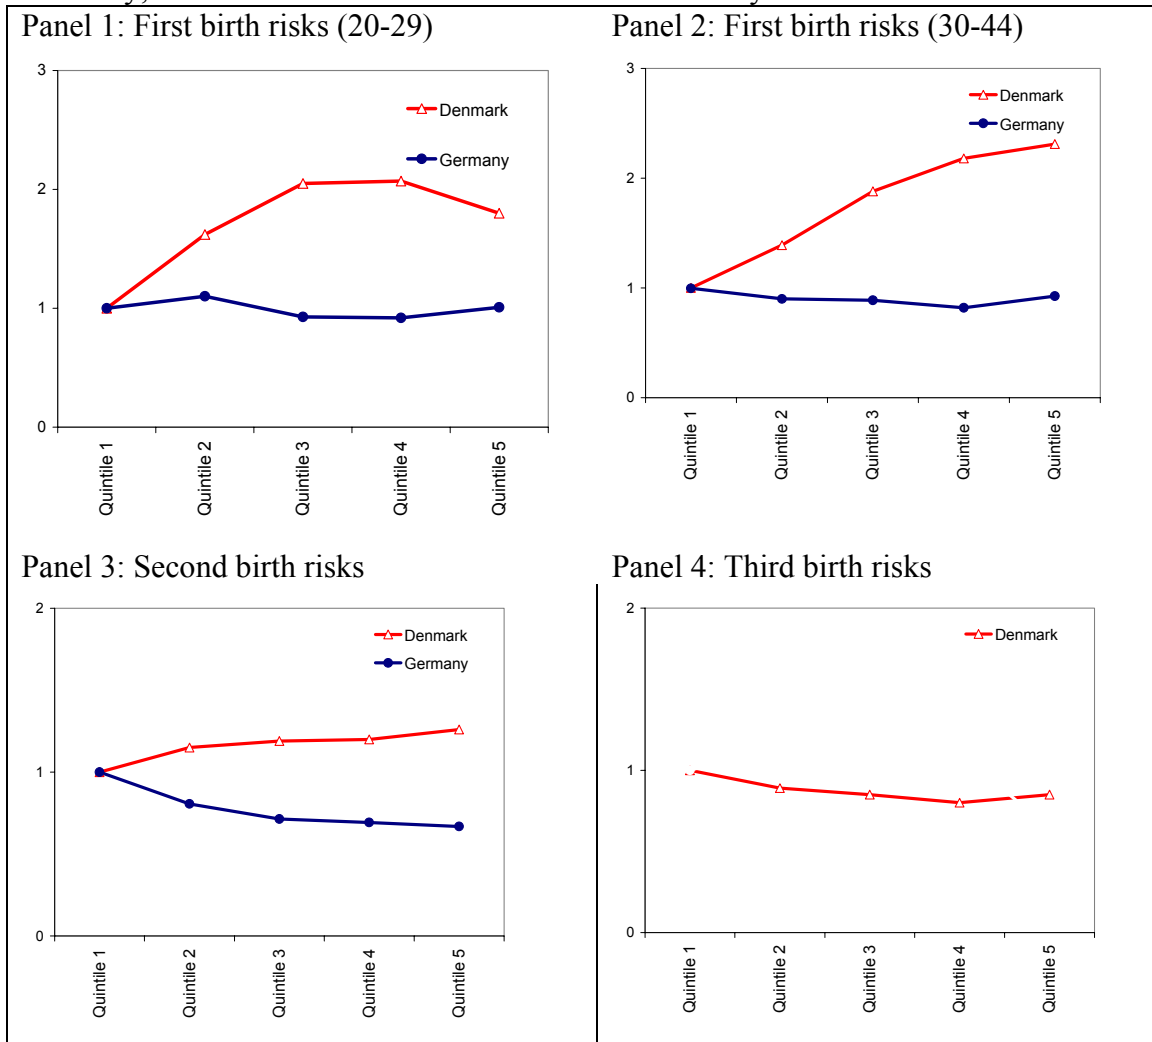 Panel 1: First birth risks (20-29)
3
2
1
0
Denmark
Germany
Quintile 1
Quintile 2
Quintile 3
Quintile 4
Quintile 5
Panel 2: First birth risks (30-44)
3
2
1
0
Denmark
Germany
Quintile 1
Quintile 2
Quintile 3
Quintile 4
Quintile 5
Panel 3: Second birth risks
2
1
0
Denmark
Germany
Quintile 1
Quintile 2
Quintile 3
Quintile 4
Quintile 5
Panel 4: Third birth risks
2
1
0
Denmark
Quintile 1
Quintile 2
Quintile 3
Quintile 4
Quintile 5